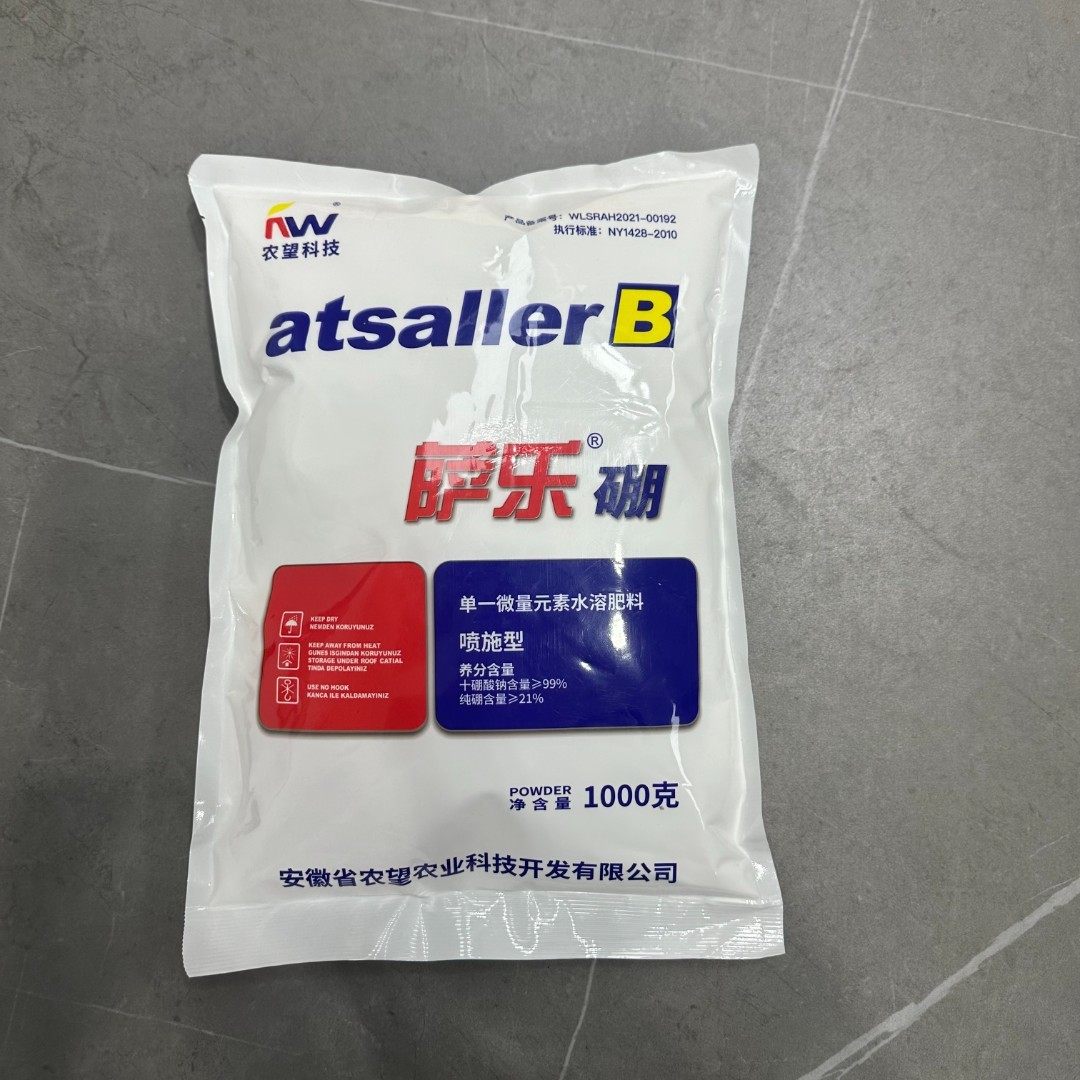 NW®
农望科技
产品备案号：WLSRAH2021-00192
执行标准：NY1428-2010
atsaller B
萨乐® 硼
KEEP DRY
NEMDEN KORUYUNUZ
KEEP AWAY FROM HEAT
GUNES ISGINDAN KORUYUNUZ
STORAGE UNDER ROOF CATIAL
TINDA DEPOLAYINIZ
USE NO HOOK
KANCA ILE KALDAMAYINIZ
单一微量元素水溶肥料
喷施型
养分含量
十硼酸钠含量≥99%
纯硼含量≥21%
POWDER
净含量 1000克
安徽省农望农业科技开发有限公司